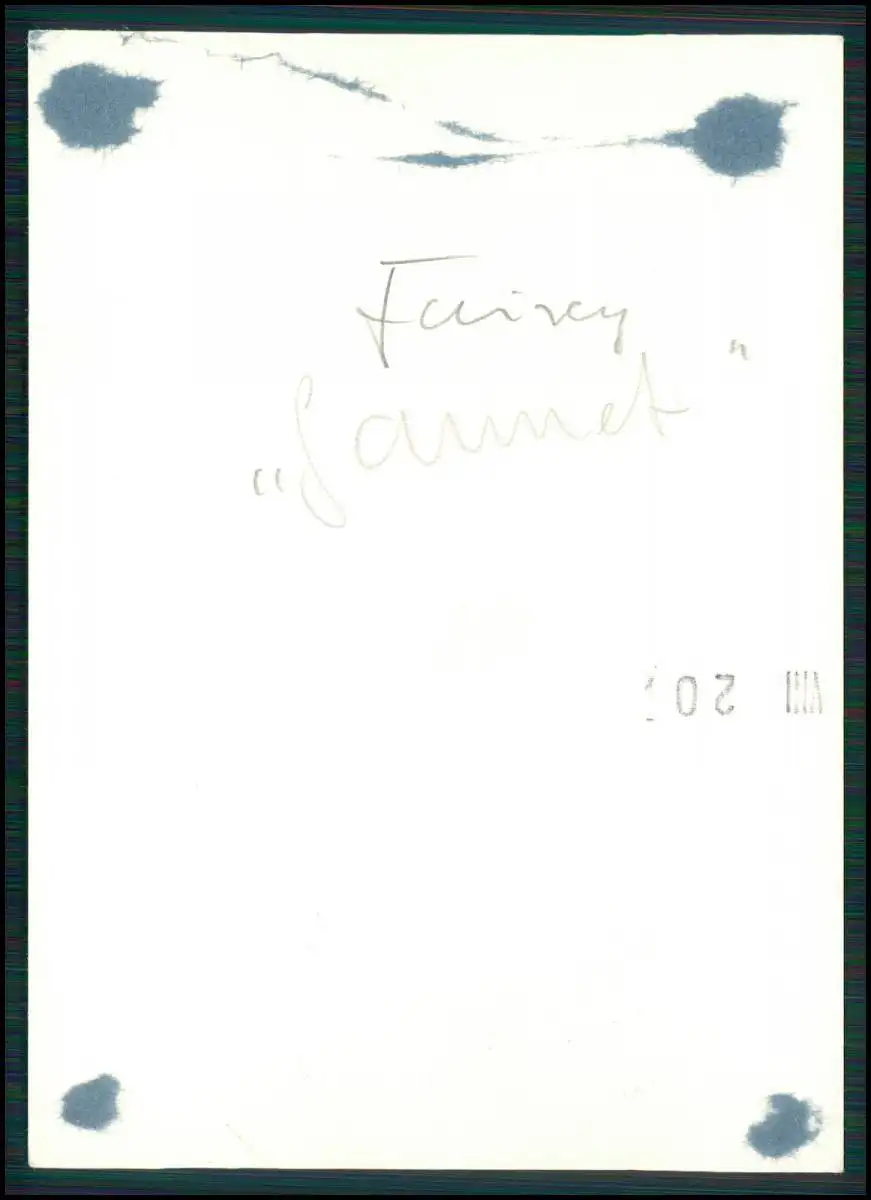 Fairey
„Gannet"
VIII 20